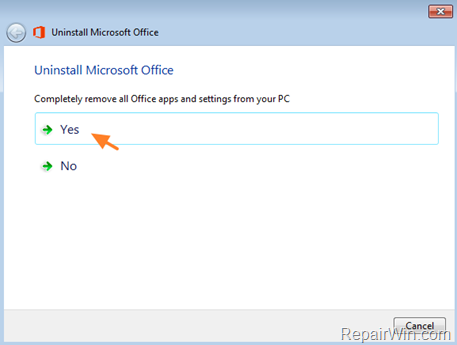 Uninstall Microsoft Office
Uninstall Microsoft Office
Completely remove all Office apps and settings from your PC
Yes
No
Cancel
RepairWin.com